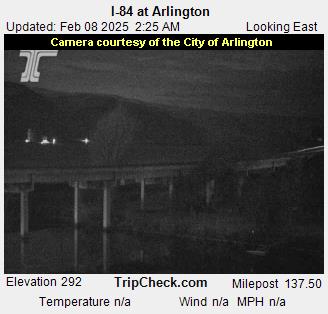 I-84 at Arlington
Updated: Feb 08 2025 2:25 AM Looking East
Camera courtesy of the City of Arlington
Elevation 292 TripCheck.com Milepost 137.50
Temperature n/a Wind n/a MPH n/a